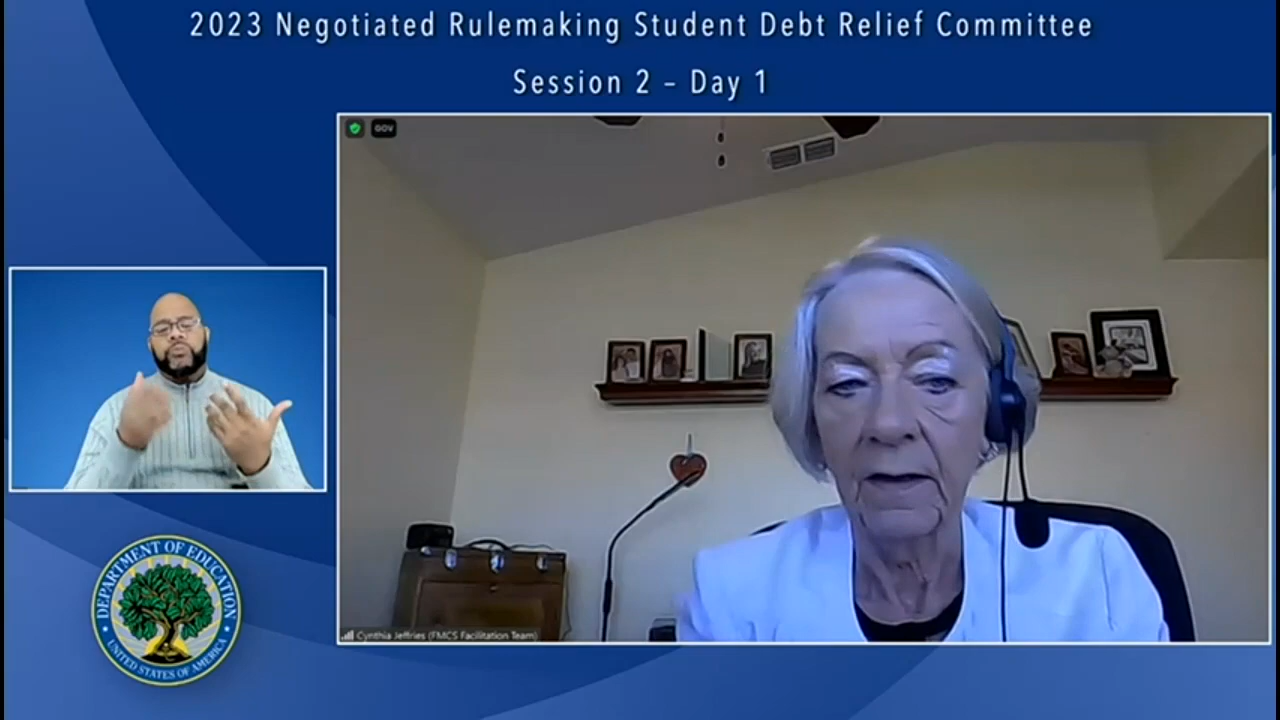 2023 Negotiated Rulemaking Student Debt Relief Committee
Session 2 – Day 1
GOV
Cynthia Jeffries (FMCS Facilitation Team)
DEPARTMENT OF EDUCATION
UNITED STATES OF AMERICA